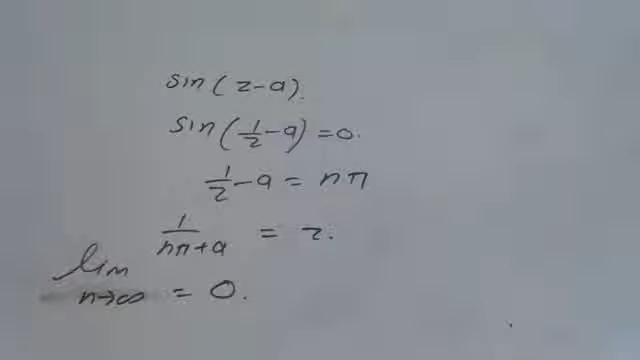 sin(z-a).
sin(1/z-a)=0.
1/z-a = nπ
1/(nπ+a) = z.
lim n→∞ = 0.